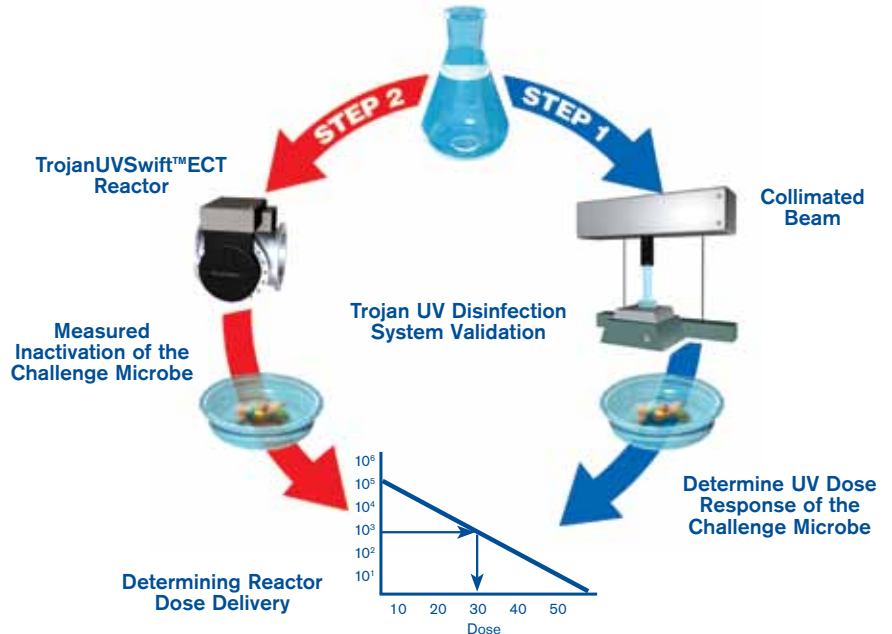 STEP 2
STEP 1
TrojanUVSwift™ECT
Reactor
Collimated
Beam
Trojan UV Disinfection
System Validation
Measured
Inactivation of the
Challenge Microbe
Determine UV Dose
Response of the
Challenge Microbe
10⁶
10⁵
10⁴
10³
10²
10¹
10 20 30 40 50
Dose
Determining Reactor
Dose Delivery